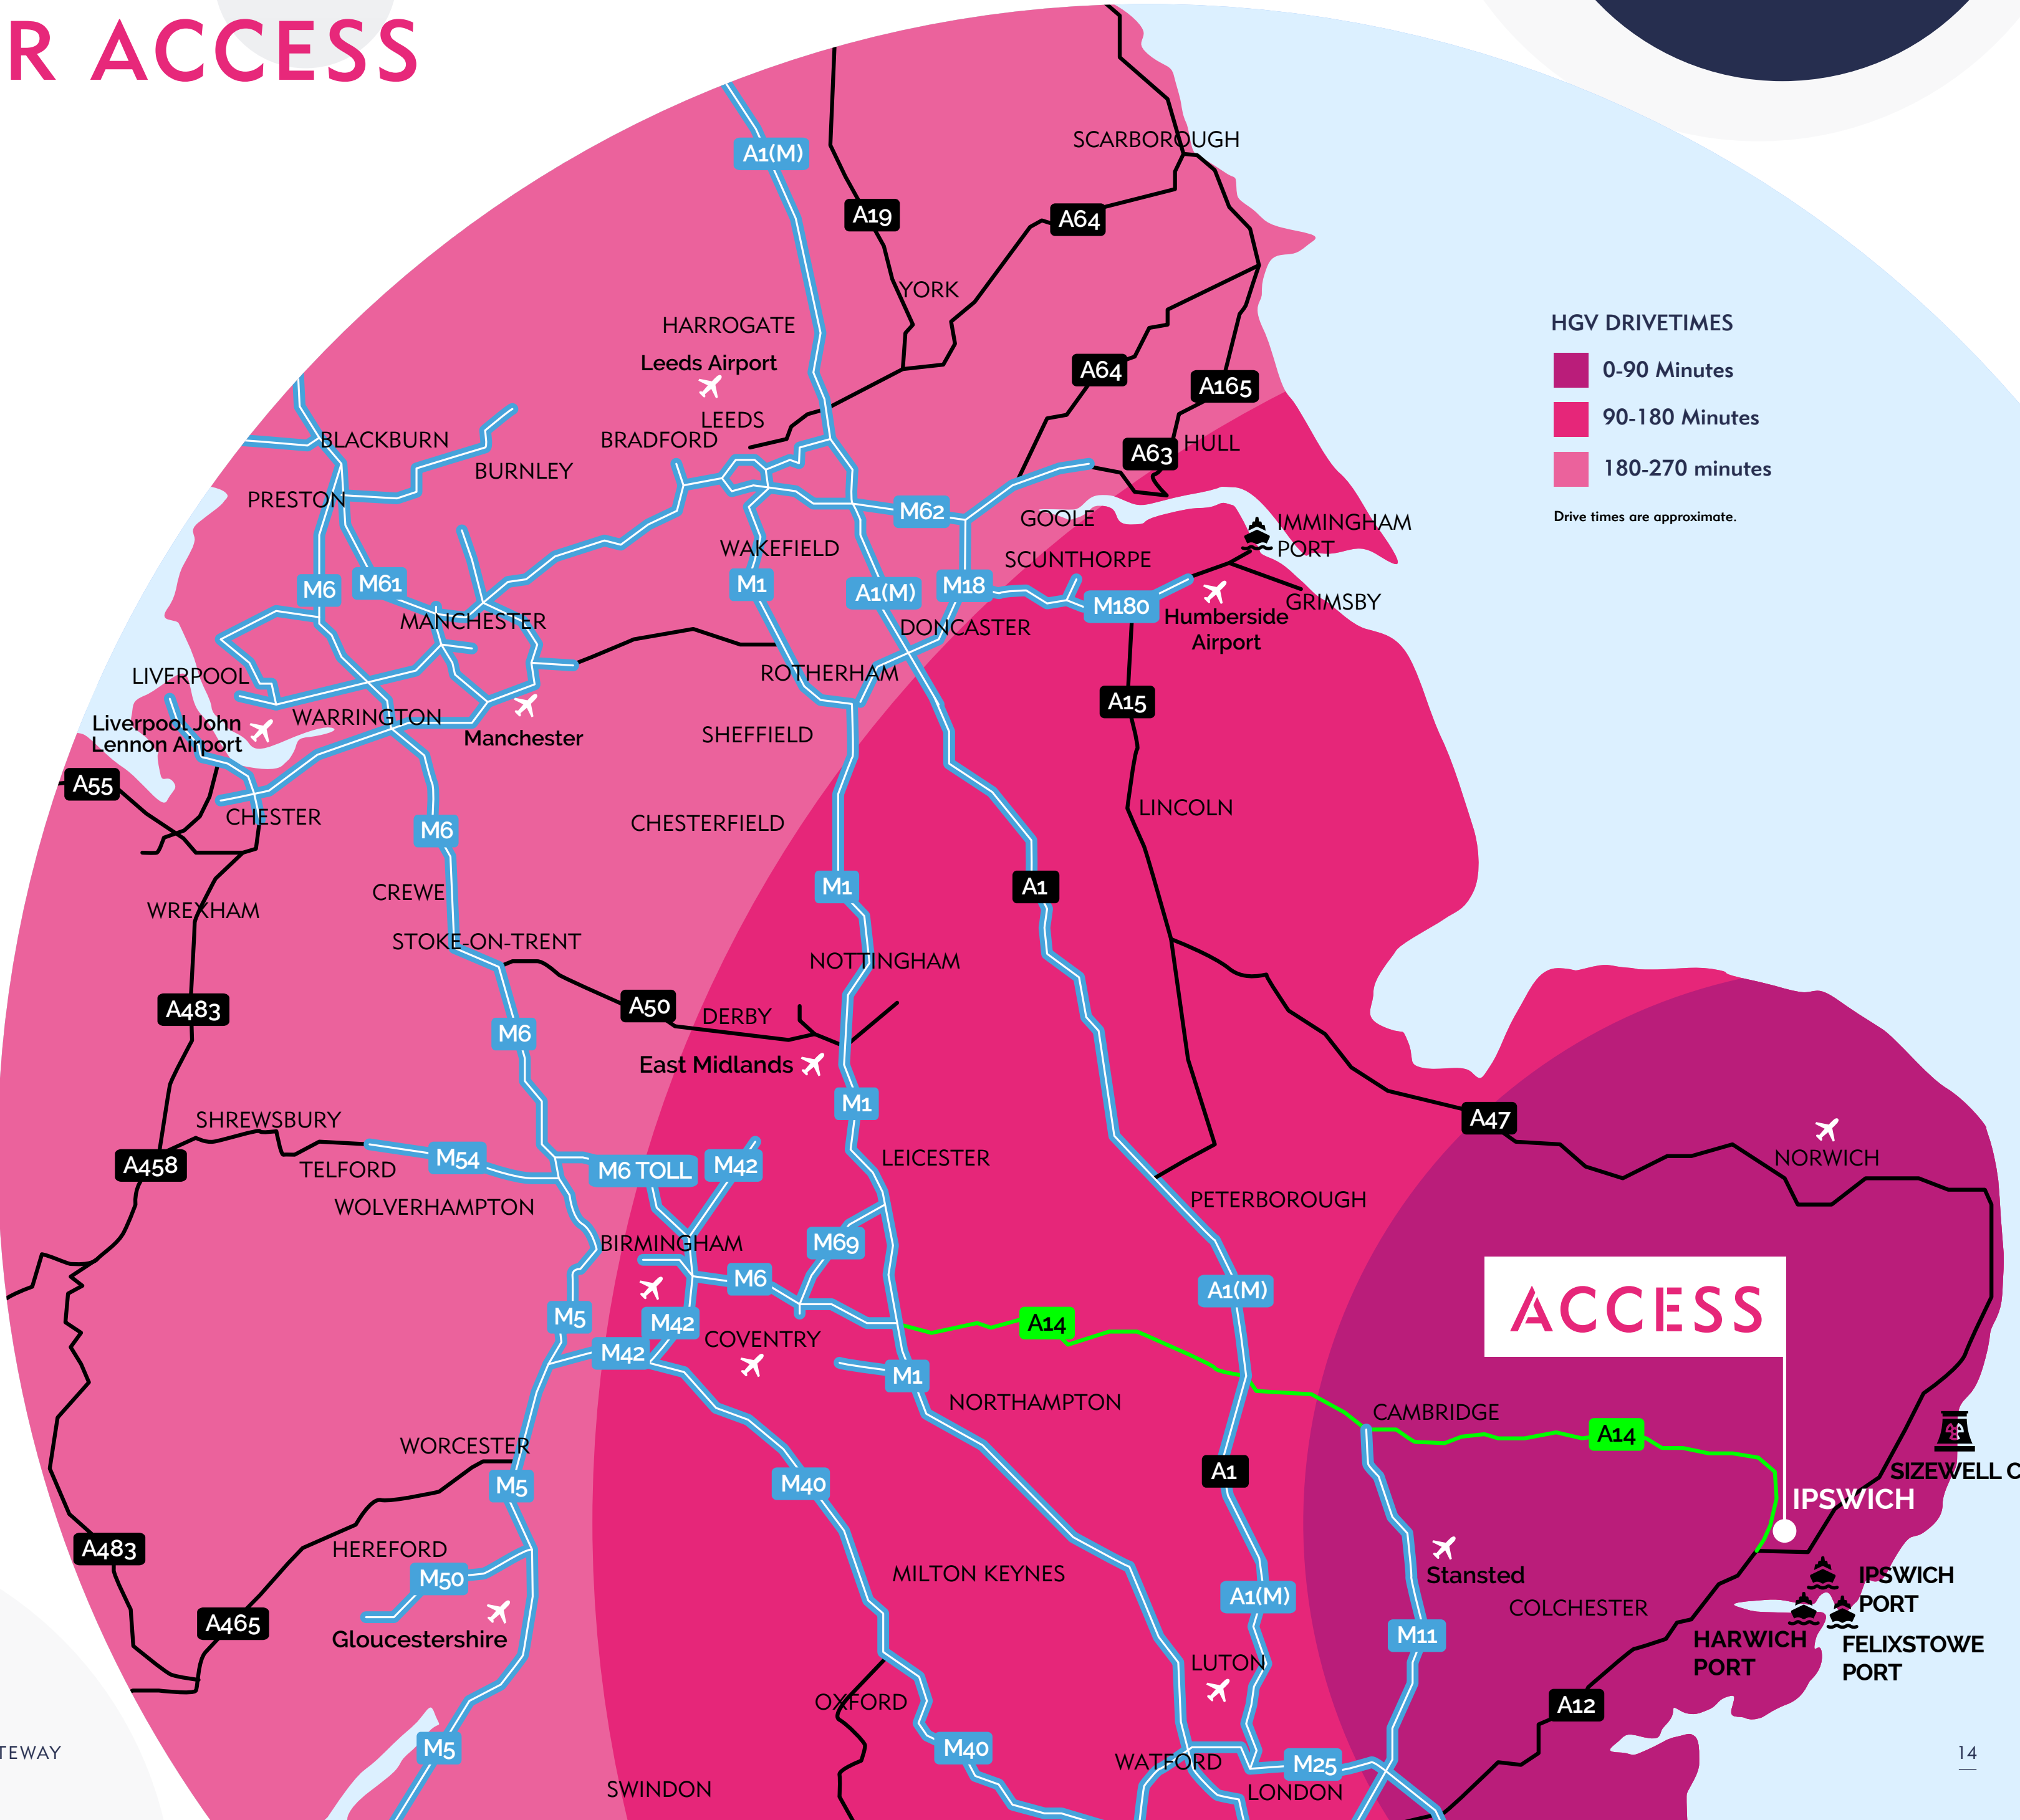 R ACCESS
A1(M)
SCARBOROUGH
A19
A64
YORK
HARROGATE
Leeds Airport
HGV DRIVETIMES
0-90 Minutes
90-180 Minutes
180-270 minutes
Drive times are approximate.
A64
A165
LEEDS
BRADFORD
BLACKBURN
BURNLEY
HULL
A63
PRESTON
M62
GOOLE
IMMINGHAM
PORT
WAKEFIELD
SCUNTHORPE
M6
M61
M1
A1(M)
M18
M180
GRIMSBY
Humberside
Airport
MANCHESTER
DONCASTER
LIVERPOOL
ROTHERHAM
A15
Liverpool John
Lennon Airport
WARRINGTON
Manchester
SHEFFIELD
A55
CHESTER
M6
CHESTERFIELD
LINCOLN
CREWE
M1
A1
WREXHAM
STOKE-ON-TRENT
NOTTINGHAM
A483
A50
DERBY
M6
East Midlands
M1
SHREWSBURY
A47
A458
TELFORD
M54
M6 TOLL
M42
LEICESTER
NORWICH
WOLVERHAMPTON
PETERBOROUGH
BIRMINGHAM
M69
M6
A1(M)
ACCESS
M5
M42
A14
M42
COVENTRY
M1
NORTHAMPTON
CAMBRIDGE
A14
WORCESTER
M5
M40
A1
SIZEWELL C
IPSWICH
A483
HEREFORD
M50
MILTON KEYNES
Stansted
IPSWICH
PORT
A1(M)
COLCHESTER
A465
Gloucestershire
M11
HARWICH
PORT
FELIXSTOWE
PORT
LUTON
OXFORD
A12
M5
M40
WATFORD
M25
TEWAY
14
SWINDON
LONDON